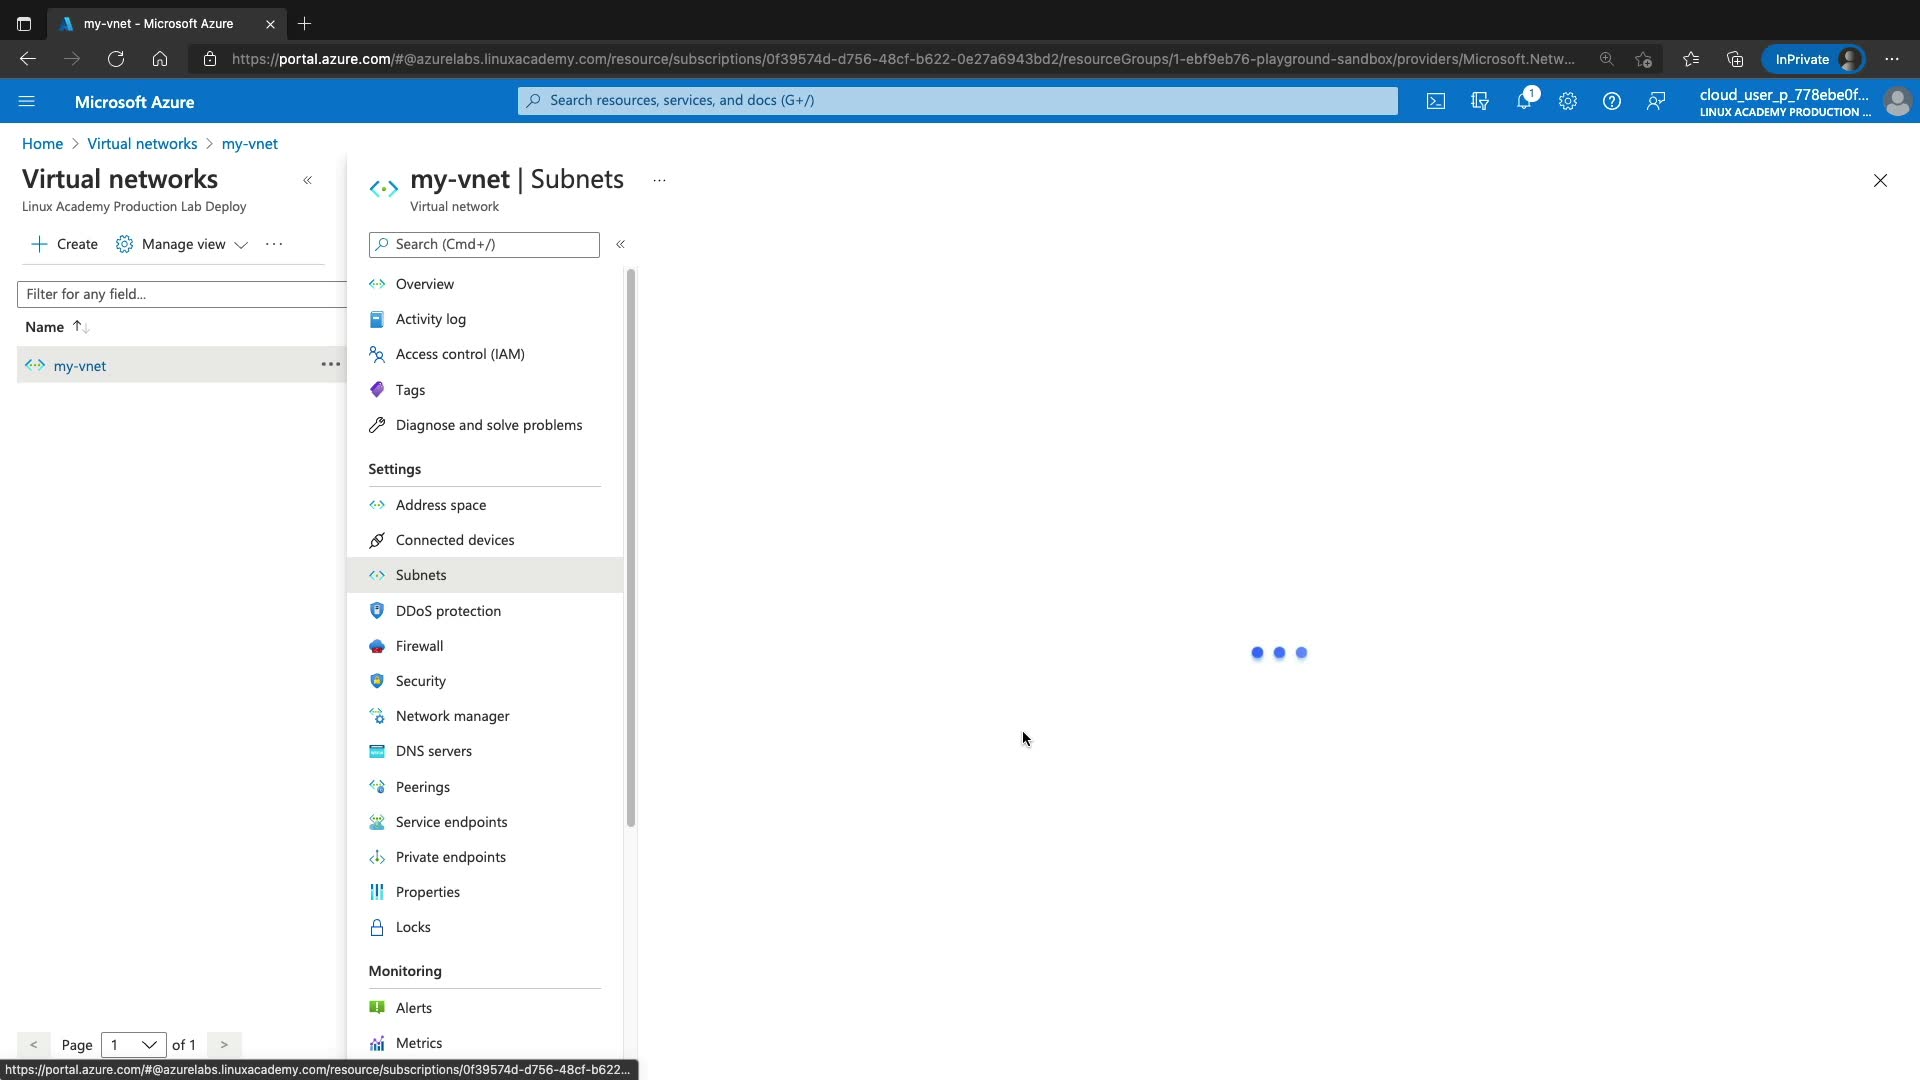 my-vnet - Microsoft Azure
https://portal.azure.com/#@azurelabs.linuxacademy.com/resource/subscriptions/0f39574d-d756-48cf-b622-0e27a6943bd2/resourceGroups/1-ebf9eb76-playground-sandbox/providers/Microsoft.Netw...
InPrivate
Microsoft Azure
Search resources, services, and docs (G+/)
1
cloud_user_p_778ebe0f...
LINUX ACADEMY PRODUCTION ...
Home > Virtual networks > my-vnet
Virtual networks
Linux Academy Production Lab Deploy
Create
Manage view
Filter for any field...
Name
my-vnet
Page 1 of 1
my-vnet | Subnets
Virtual network
Search (Cmd+/)
Overview
Activity log
Access control (IAM)
Tags
Diagnose and solve problems
Settings
Address space
Connected devices
Subnets
DDoS protection
Firewall
Security
Network manager
DNS servers
Peerings
Service endpoints
Private endpoints
Properties
Locks
Monitoring
Alerts
Metrics
https://portal.azure.com/#@azurelabs.linuxacademy.com/resource/subscriptions/0f39574d-d756-48cf-b622...